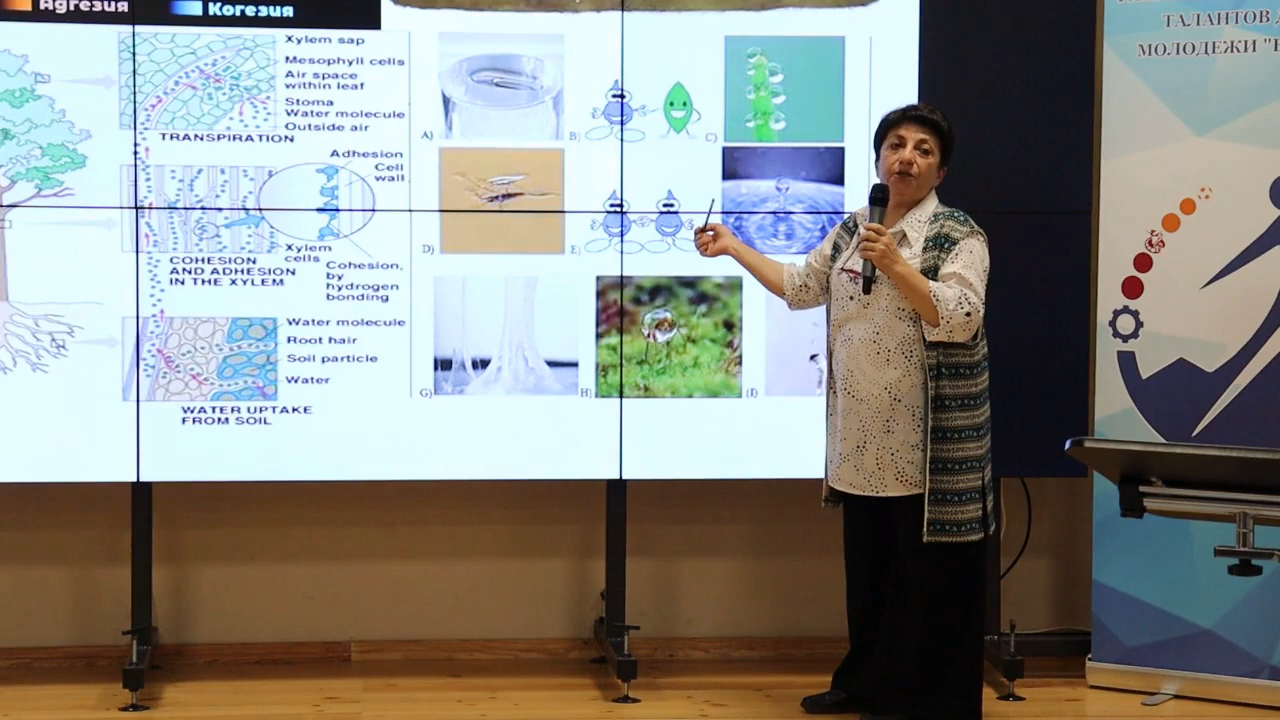 Адгезия
Когезия
Xylem sap
Mesophyll cells
Air space
within leaf
Stoma
Water molecule
Outside air
TRANSPIRATION
Adhesion
Cell
wall
Xylem
cells
COHESION
AND ADHESION
IN THE XYLEM
Cohesion,
by
hydrogen
bonding
Water molecule
Root hair
Soil particle
Water
WATER UPTAKE
FROM SOIL
A)
B)
C)
D)
E)
G)
H)
(I)
ТАЛАНТОВ
МОЛОДЕЖИ "